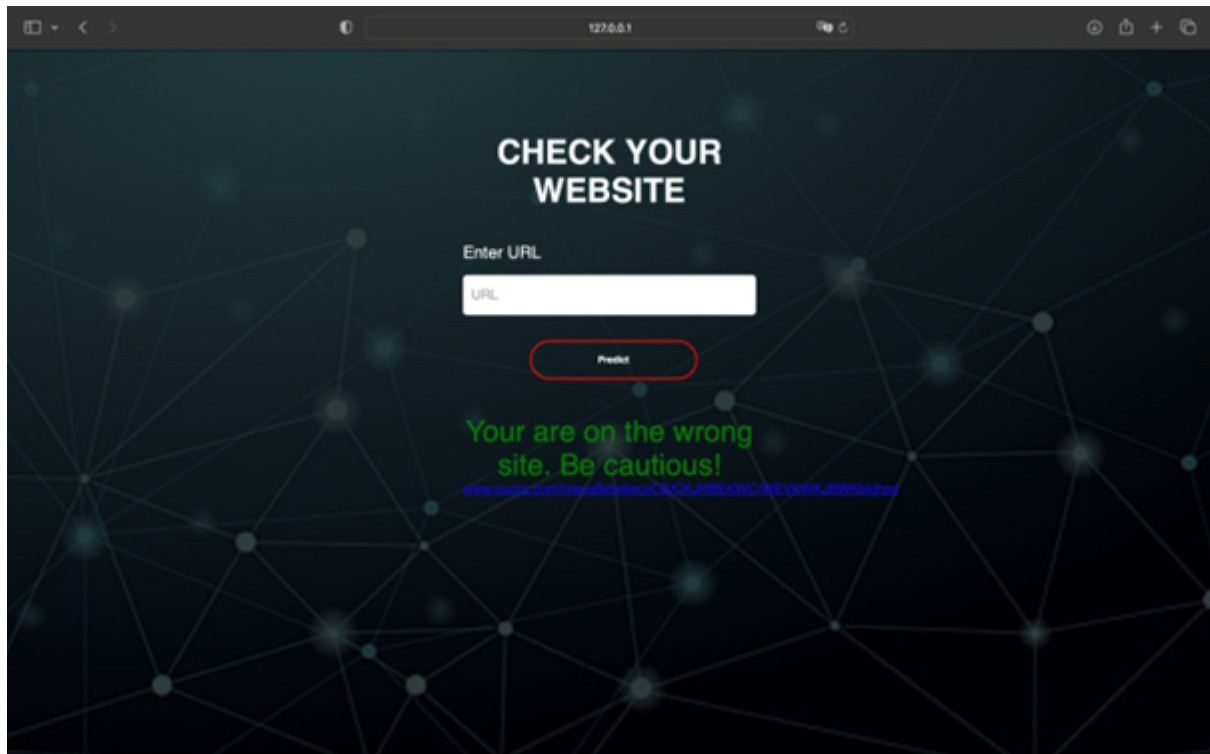 127.0.0.1
CHECK YOUR
WEBSITE
Enter URL
URL
Predict
Your are on the wrong
site. Be cautious!